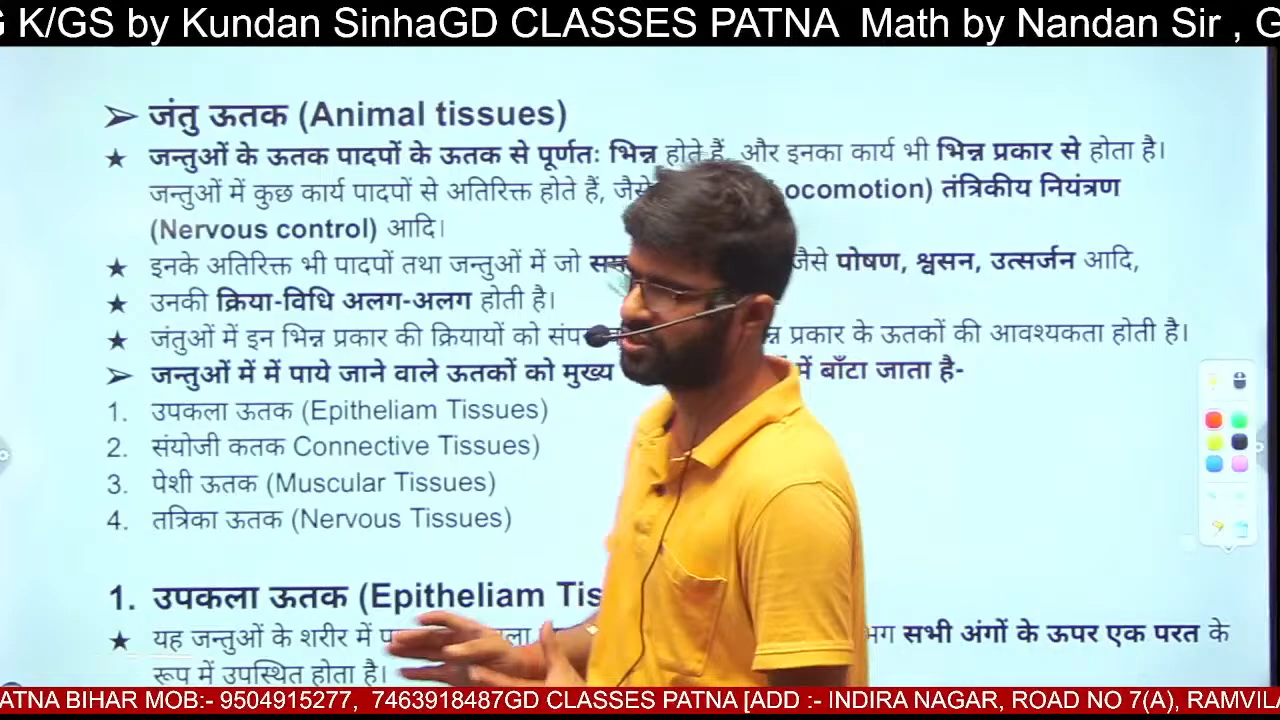 K/GS by Kundan SinhaGD CLASSES PATNA Math by Nandan Sir ,
➢ जंतु ऊतक (Animal tissues)
★ जन्तुओं के ऊतक पादपों के ऊतक से पूर्णतः भिन्न होते हैं, और इनका कार्य भी भिन्न प्रकार से होता है।
जन्तुओं में कुछ कार्य पादपों से अतिरिक्त होते हैं, ocomotion) तंत्रिकीय नियंत्रण
(Nervous control) आदि।
★ इनके अतिरिक्त भी पादपों तथा जन्तुओं में जो जैसे पोषण, श्वसन, उत्सर्जन आदि,
★ उनकी क्रिया-विधि अलग-अलग होती है।
★ जंतुओं में इन भिन्न प्रकार की क्रियायों को प्रकार के ऊतकों की आवश्यकता होती है।
➢ जन्तुओं में में पाये जाने वाले ऊतकों को मुख्य में बाँटा जाता है-
1. उपकला ऊतक (Epitheliam Tissues)
2. संयोजी कतक Connective Tissues)
3. पेशी ऊतक (Muscular Tissues)
4. तत्रिका ऊतक (Nervous Tissues)
1. उपकला ऊतक (Epitheliam Tis
★ यह जन्तुओं के शरीर में सभी अंगों के ऊपर एक परत के
रूप में उपस्थित होता है।
PATNA BIHAR MOB:- 9504915277, 7463918487GD CLASSES PATNA [ADD :- INDIRA NAGAR, ROAD NO 7(A), RAMVILA